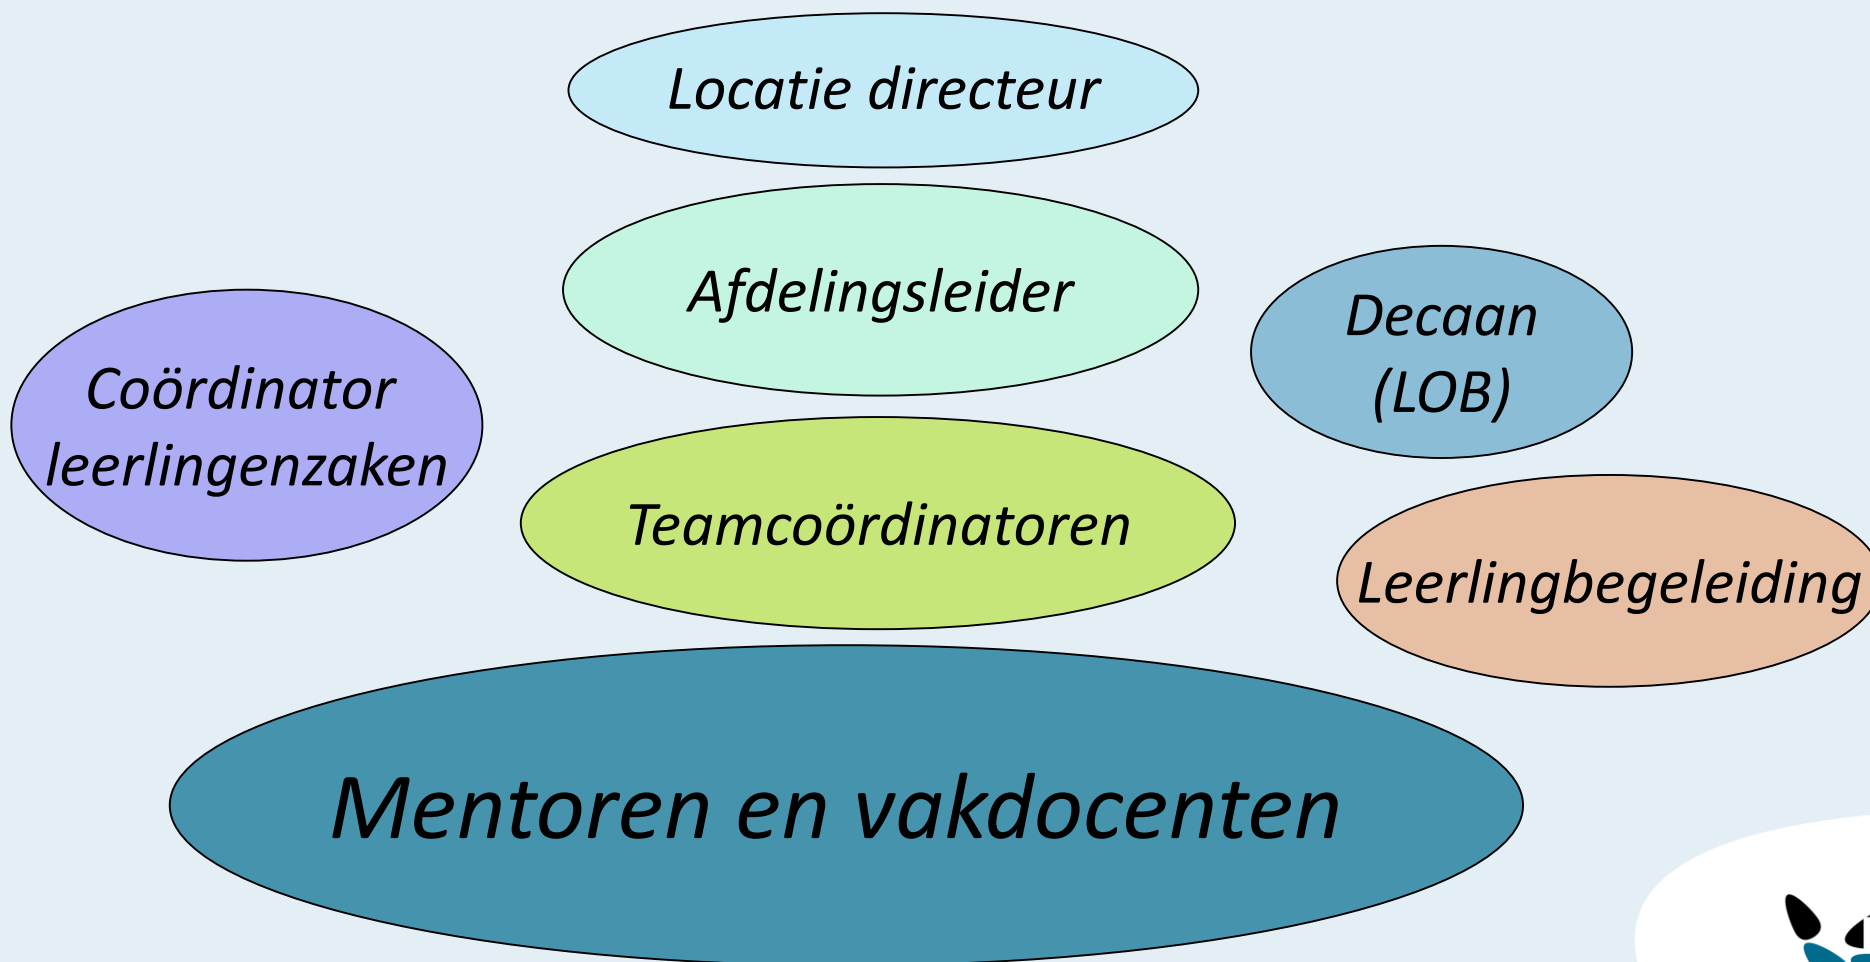 Locatie directeur
Afdelingsleider
Decaan
(LOB)
Coördinator
leerlingenzaken
Teamcoördinatoren
Leerlingbegeleiding
Mentoren en vakdocenten